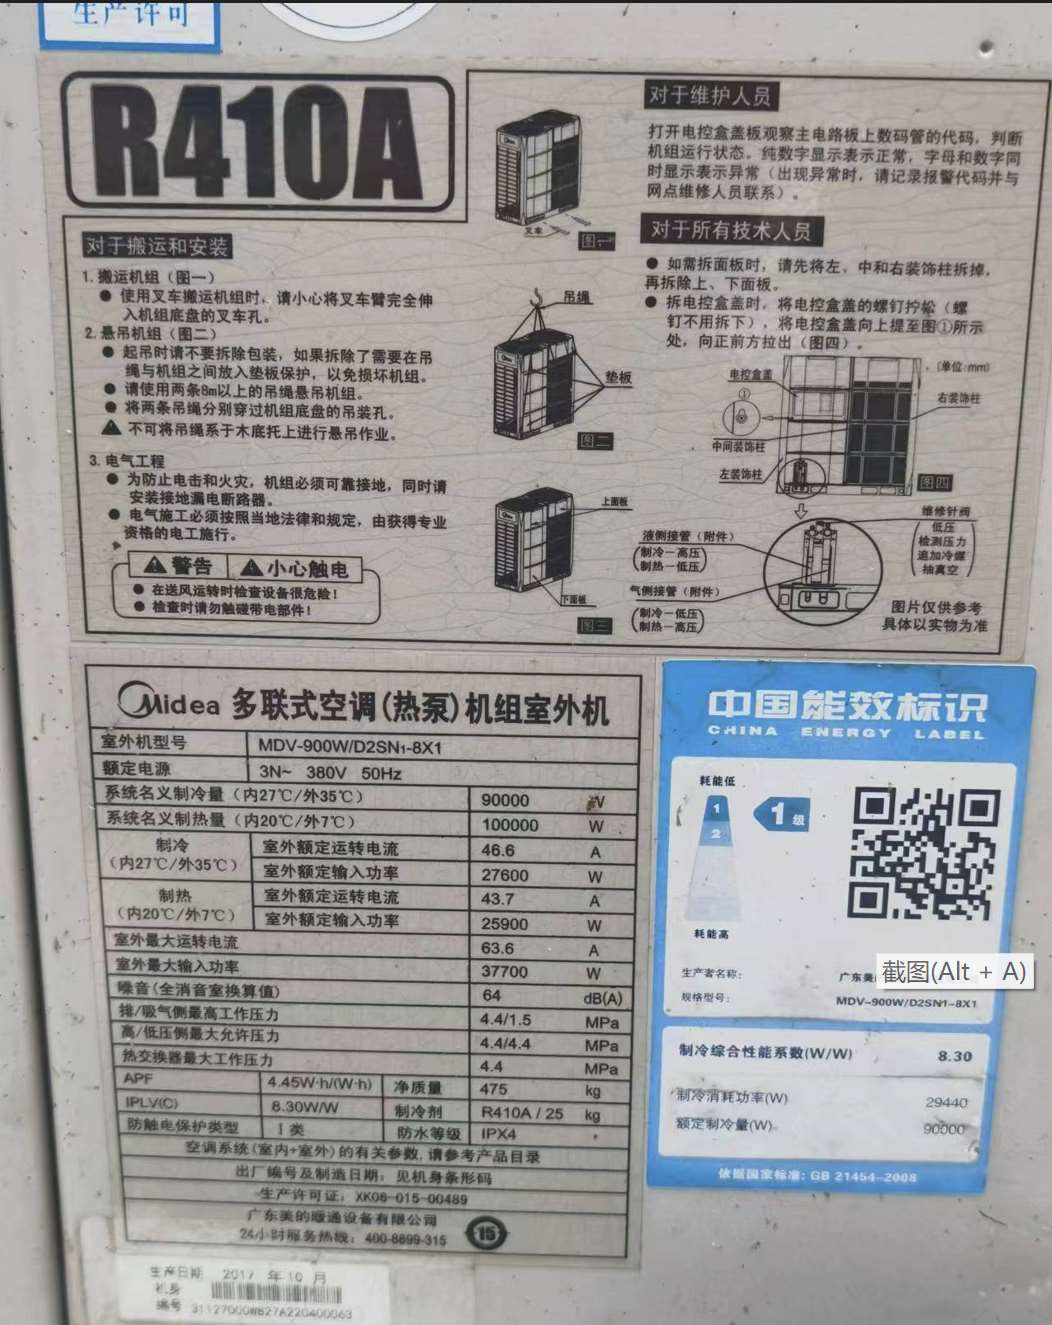 生产许可
R410A
对于搬运和安装
1.搬运机组（图一）
● 使用叉车搬运机组时，请小心将叉车臂完全伸
入机组底盘的叉车孔。
2.悬吊机组（图二）
● 起吊时请不要拆除包装，如果拆除了需要在吊
绳与机组之间放入垫板保护，以免损坏机组。
● 请使用两条8m以上的吊绳悬吊机组。
● 将两条吊绳分别穿过机组底盘的吊装孔。
不可将吊绳系于木底托上进行悬吊作业。
3.电气工程
● 为防止电击和火灾，机组必须可靠接地，同时请
安装接地漏电断路器。
● 电气施工必须按照当地法律和规定，由获得专业
资格的电工施行。
警告 小心触电
● 在送风运转时检查设备很危险！
● 检查时请勿触碰带电部件！
叉车
图一
吊绳
垫板
图二
上面板
下面板
图三
对于维护人员
打开电控盒盖板观察主电路板上数码管的代码，判断
机组运行状态。纯数字显示表示正常，字母和数字同
时显示表示异常（出现异常时，请记录报警代码并与
网点维修人员联系）。
对于所有技术人员
● 如需拆面板时，请先将左、中和右装饰柱拆掉，
再拆除上、下面板。
● 拆电控盒盖时，将电控盒盖的螺钉拧松（螺
钉不用拆下），将电控盒盖向上提至图①所示
处，向正前方拉出（图四）。
电控盒盖
(单位:mm)
①
右装饰柱
中间装饰柱
左装饰柱
图四
维修针阀
液侧接管（附件）
(制冷－高压
制热－低压)
气侧接管（附件）
(制冷－低压
制热－高压)
(低压
检测压力
追加冷媒
抽真空)
图片仅供参考
具体以实物为准
Midea 多联式空调(热泵)机组室外机
室外机型号 MDV-900W/D2SN1-8X1
额定电源 3N~ 380V 50Hz
系统名义制冷量（内27℃/外35℃） 90000 W
系统名义制热量（内20℃/外7℃） 100000 W
制冷
(内27℃/外35℃)
室外额定运转电流 46.6 A
室外额定输入功率 27600 W
制热
(内20℃/外7℃)
室外额定运转电流 43.7 A
室外额定输入功率 25900 W
室外最大运转电流 63.6 A
室外最大输入功率 37700 W
噪音(全消音室换算值) 64 dB(A)
排/吸气侧最高工作压力 4.4/1.5 MPa
高/低压侧最大允许压力 4.4/4.4 MPa
热交换器最大工作压力 4.4 MPa
APF 4.45W·h/(W·h) 净质量 475 kg
IPLV(C) 8.30W/W 制冷剂 R410A / 25 kg
防触电保护类型 I 类 防水等级 IPX4
空调系统(室内+室外)的有关参数,请参考产品目录
出厂编号及制造日期：见机身条形码
生产许可证：XK06-015-00489
广东美的暖通设备有限公司
24小时服务热线：400-8899-315
15
生产日期 2017 年 10 月
机身
编号 31127000W827A220400063
中国能效标识
CHINA ENERGY LABEL
耗能低
1
2
1级
耗能高
生产者名称：
广东美
截图(Alt + A)
规格型号：
MDV-900W/D2SN1-8X1
制冷综合性能系数(W/W) 8.30
制冷消耗功率(W) 29440
额定制冷量(W) 90000
依据国家标准: GB 21454-2008